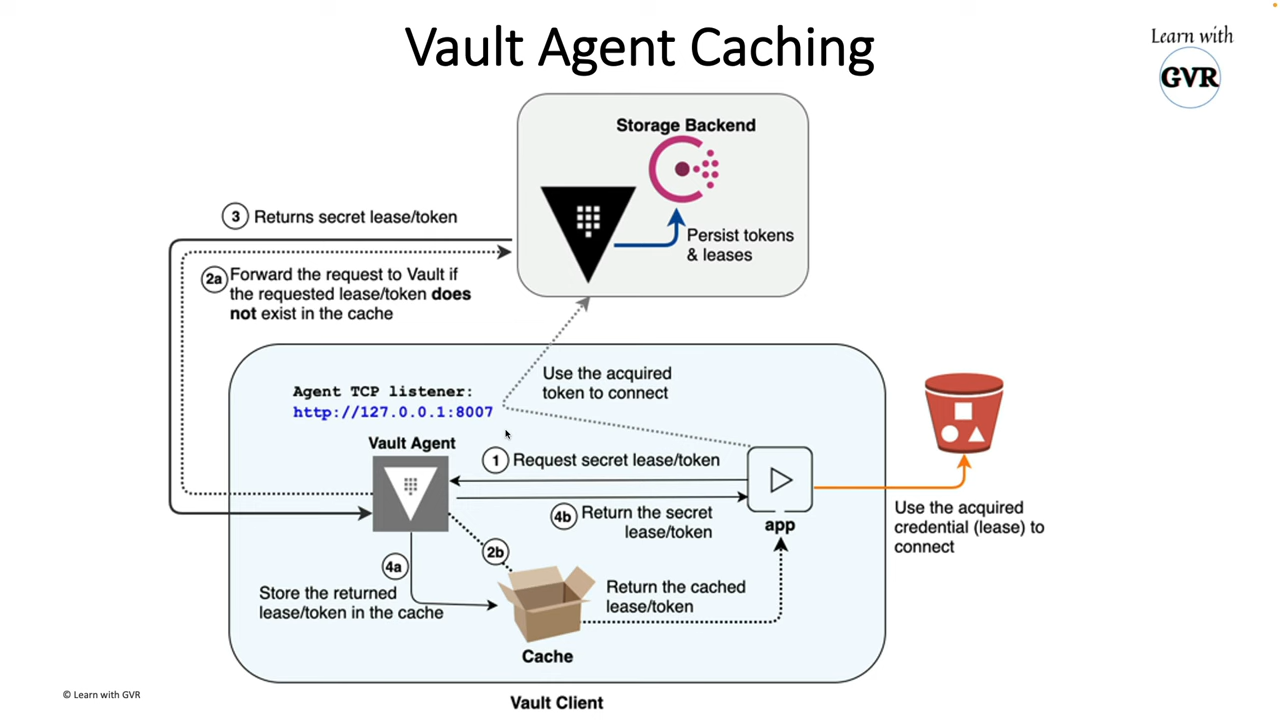 Vault Agent Caching
Learn with
GVR
Storage Backend
Persist tokens
& leases
3 Returns secret lease/token
2a Forward the request to Vault if
the requested lease/token does
not exist in the cache
Agent TCP listener:
http://127.0.0.1:8007
Use the acquired
token to connect
Vault Agent
1 Request secret lease/token
4b Return the secret
lease/token
app
Use the acquired
credential (lease) to
connect
2b
4a
Store the returned
lease/token in the cache
Return the cached
lease/token
Cache
Vault Client
© Learn with GVR